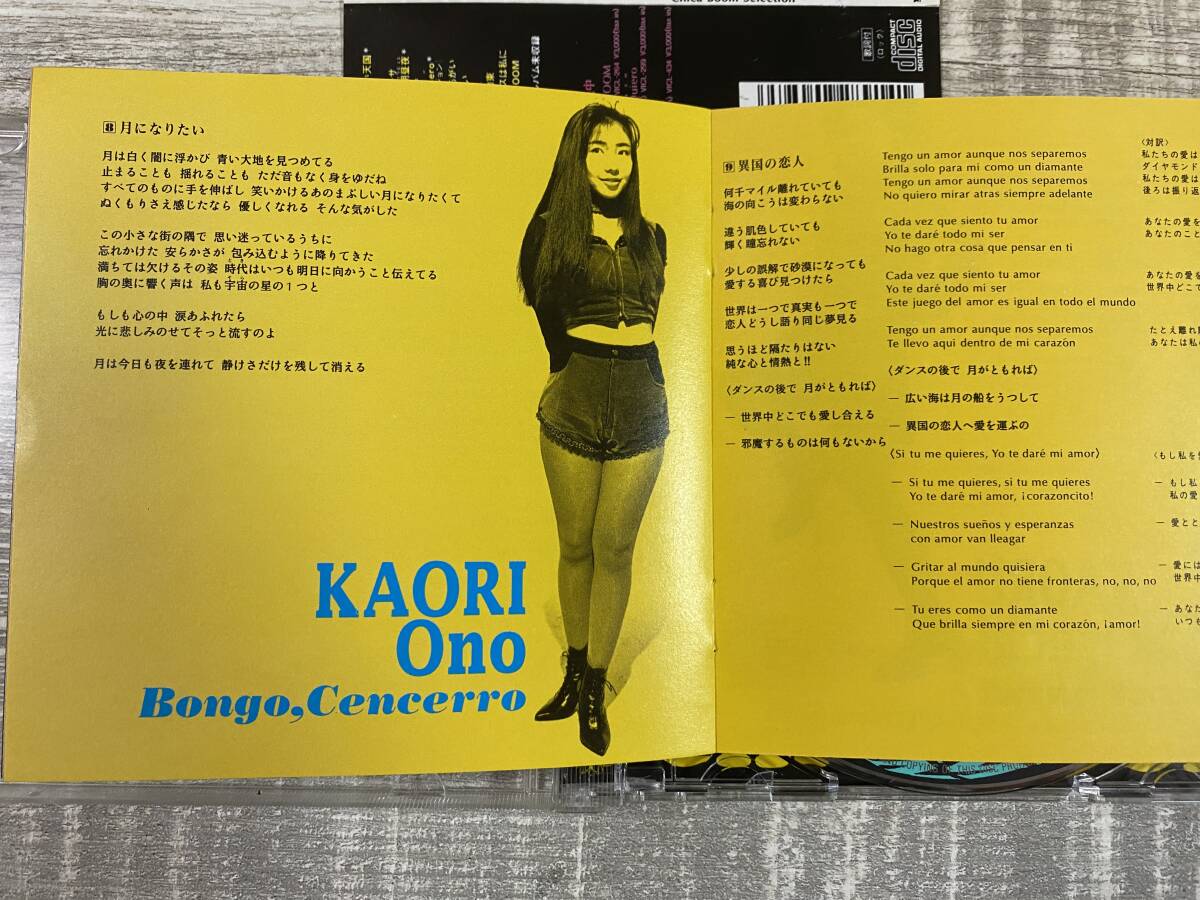 Chica Boom Selection
COMPACT
disc
DIGITAL AUDIO
歌詞付
(ロック)
8 月になりたい
月は白く闇に浮かび 青い大地を見つめてる
止まることも 揺れることも ただ音もなく身をゆだね
すべてのものに手を伸ばし 笑いかけるあのまぶしい月になりたくて
ぬくもりさえ感じたなら 優しくなれる そんな気がした
この小さな街の隅で 思い迷っているうちに
忘れかけた 安らかさが 包み込むように降りてきた
満ちては欠けるその姿 時代はいつも明日に向かうこと伝えてる
胸の奥に響く声は 私も宇宙の星の1つと
もしも心の中 涙あふれたら
光に悲しみのせてそっと流すのよ
月は今日も夜を連れて 静けさだけを残して消える
KAORI
Ono
Bongo,Cencerro
異国の恋人
何千マイル離れていても
海の向こうは変わらない
違う肌色していても
輝く瞳忘れない
少しの誤解で砂漠になっても
愛する喜び見つけたら
世界は一つで真実も一つで
恋人どうし語り同じ夢見る
思うほど隔たりはない
純な心と情熱と!!
〈ダンスの後で 月がともれば〉
— 世界中どこでも愛し合える
— 邪魔するものは何もないから
Tengo un amor aunque nos separemos
Brilla solo para mi como un diamante
Tengo un amor aunque nos separemos
No quiero mirar atras siempre adelante
Cada vez que siento tu amor
Yo te daré todo mi ser
No hago otra cosa que pensar en ti
Cada vez que siento tu amor
Yo te daré todo mi ser
Este juego del amor es igual en todo el mundo
Tengo un amor aunque nos separemos
Te llevo aquí dentro de mi carazón
〈ダンスの後で 月がともれば〉
— 広い海は月の船をうつして
— 異国の恋人へ愛を運ぶの
〈Si tu me quieres, Yo te daré mi amor〉
— Si tu me quieres, si tu me quieres
Yo te daré mi amor, ¡corazoncito!
— Nuestros sueños y esperanzas
con amor van lleagar
— Gritar al mundo quisiera
Porque el amor no tiene fronteras, no, no, no
— Tu eres como un diamante
Que brilla siempre en mi corazón, ¡amor!
〈対訳〉
私たちの愛は
ダイヤモンド
私たちの愛は
後ろは振り返
あなたの愛を
あなたのこと
あなたの愛を
世界中どこで
たとえ離れ
あなたは私の
〈もし私を
— もし私
私の愛
— 愛とと
— 愛には
世界中
— あなた
いつも